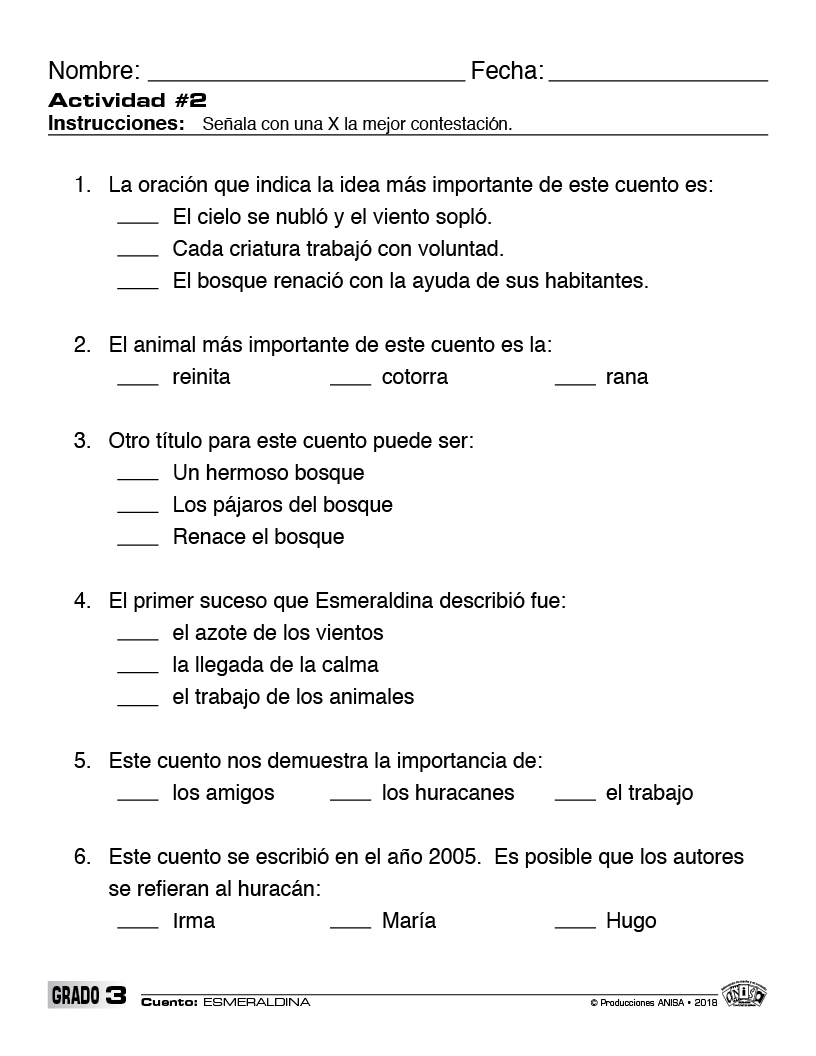 Nombre: ______________________ Fecha: ________________
Actividad #2
Instrucciones: Señala con una X la mejor contestación.
1. La oración que indica la idea más importante de este cuento es:
____ El cielo se nubló y el viento sopló.
____ Cada criatura trabajó con voluntad.
____ El bosque renació con la ayuda de sus habitantes.
2. El animal más importante de este cuento es la:
____ reinita ____ cotorra ____ rana
3. Otro título para este cuento puede ser:
____ Un hermoso bosque
____ Los pájaros del bosque
____ Renace el bosque
4. El primer suceso que Esmeraldina describió fue:
____ el azote de los vientos
____ la llegada de la calma
____ el trabajo de los animales
5. Este cuento nos demuestra la importancia de:
____ los amigos ____ los huracanes ____ el trabajo
6. Este cuento se escribió en el año 2005. Es posible que los autores
se refieran al huracán:
____ Irma ____ María ____ Hugo
GRADO 3 Cuento: ESMERALDINA © Producciones ANISA • 2018